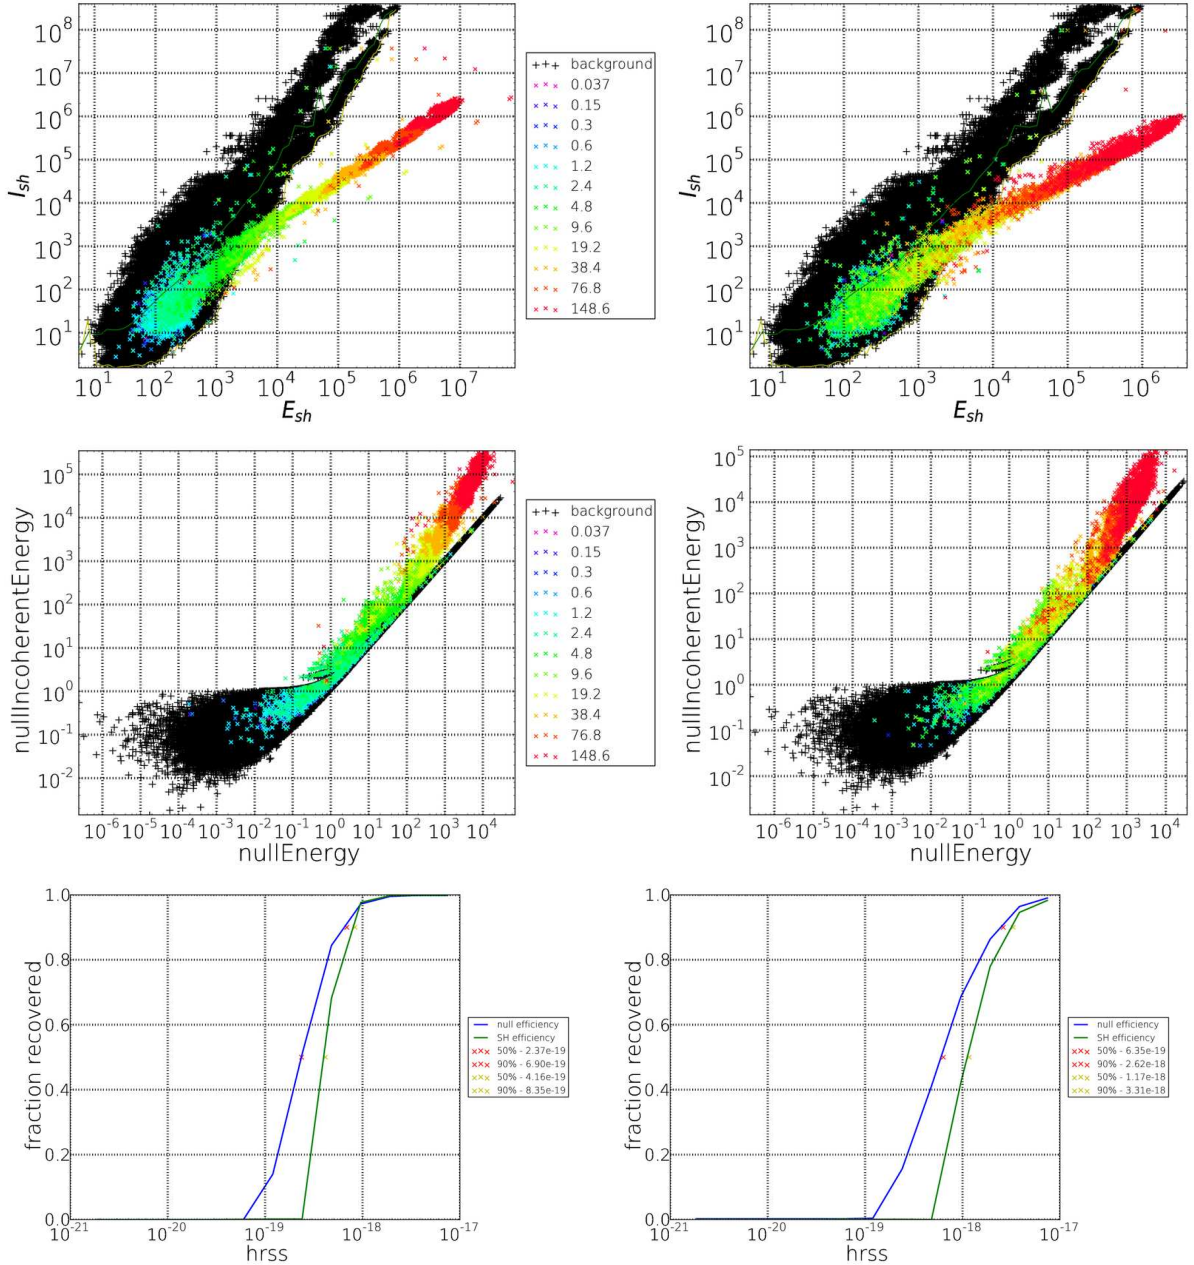 10^8
10^7
10^6
10^5
10^4
10^3
10^2
10^1
I_sh
10^1 10^2 10^3 10^4 10^5 10^6 10^7
E_sh
+++ background
0.037
0.15
0.3
0.6
1.2
2.4
4.8
9.6
19.2
38.4
76.8
148.6
10^8
10^7
10^6
10^5
10^4
10^3
10^2
10^1
I_sh
10^1 10^2 10^3 10^4 10^5 10^6
E_sh
10^5
10^4
10^3
10^2
10^1
10^0
10^-1
10^-2
nullIncoherentEnergy
10^-6 10^-5 10^-4 10^-3 10^-2 10^-1 10^0 10^1 10^2 10^3 10^4
nullEnergy
+++ background
0.037
0.15
0.3
0.6
1.2
2.4
4.8
9.6
19.2
38.4
76.8
148.6
10^5
10^4
10^3
10^2
10^1
10^0
10^-1
10^-2
nullIncoherentEnergy
10^-6 10^-5 10^-4 10^-3 10^-2 10^-1 10^0 10^1 10^2 10^3 10^4
nullEnergy
1.0
0.8
0.6
0.4
0.2
0.0
fraction recovered
10^-21 10^-20 10^-19 10^-18 10^-17
hrss
null efficiency
SH efficiency
50% - 2.37e-19
90% - 6.90e-19
50% - 4.16e-19
90% - 8.35e-19
1.0
0.8
0.6
0.4
0.2
0.0
fraction recovered
10^-21 10^-20 10^-19 10^-18 10^-17
hrss
null efficiency
SH efficiency
50% - 6.35e-19
90% - 2.62e-18
50% - 1.17e-18
90% - 3.31e-18